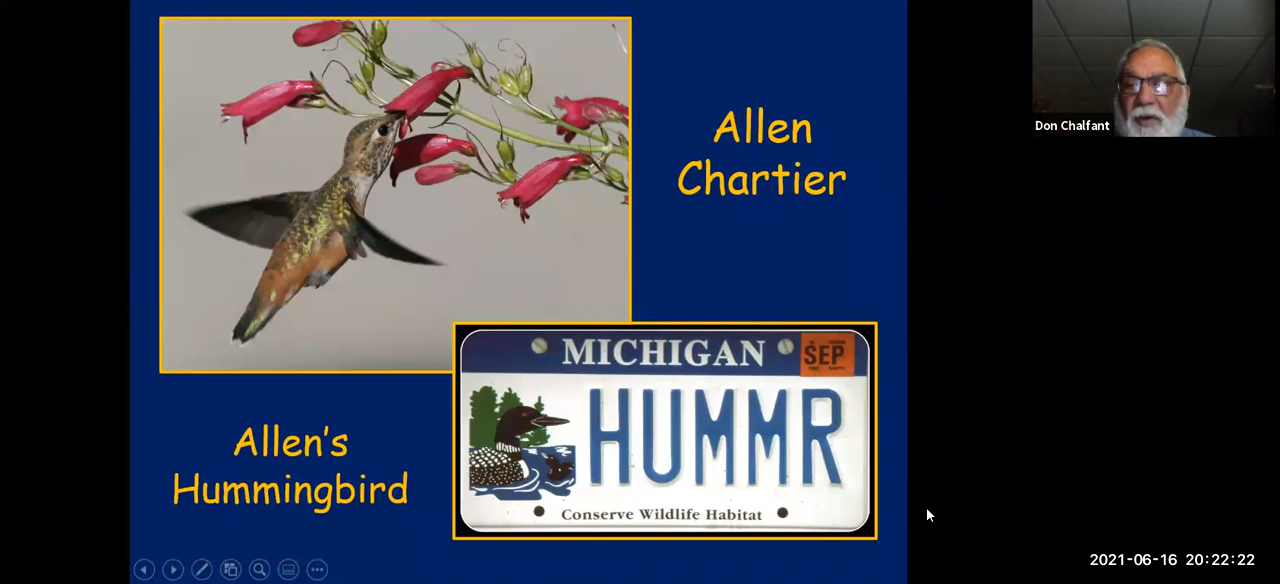 Allen
Chartier
Don Chalfant
MICHIGAN
SEP
HUMMR
Conserve Wildlife Habitat
Allen's
Hummingbird
2021-06-16 20:22:22